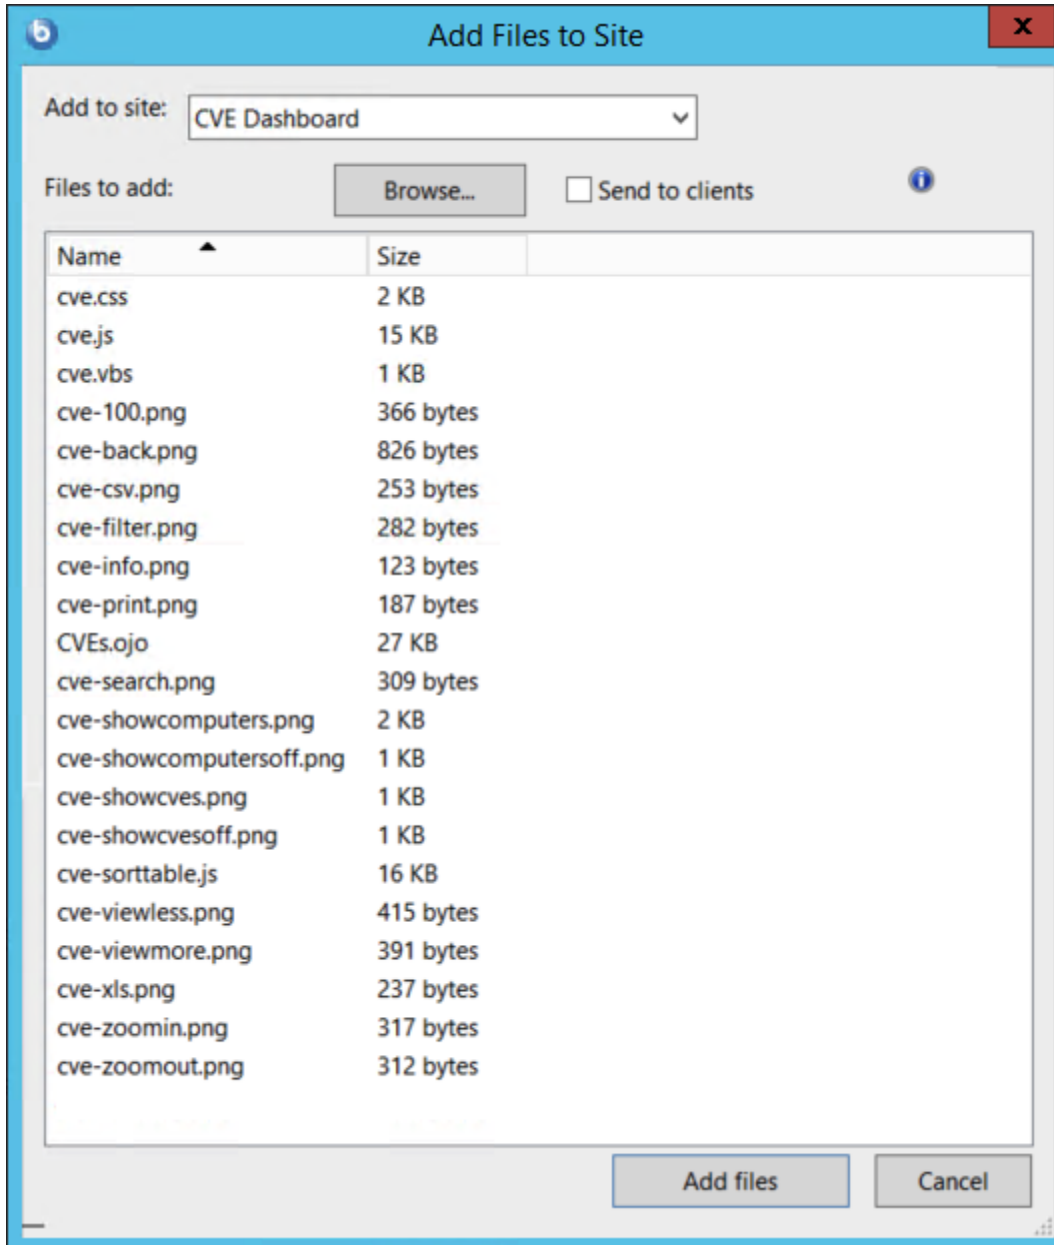 Add Files to Site
x
Add to site: CVE Dashboard
Files to add: Browse... Send to clients
Name Size
cve.css 2 KB
cve.js 15 KB
cve.vbs 1 KB
cve-100.png 366 bytes
cve-back.png 826 bytes
cve-csv.png 253 bytes
cve-filter.png 282 bytes
cve-info.png 123 bytes
cve-print.png 187 bytes
CVEs.ojo 27 KB
cve-search.png 309 bytes
cve-showcomputers.png 2 KB
cve-showcomputersoff.png 1 KB
cve-showcves.png 1 KB
cve-showcvesoff.png 1 KB
cve-sorttable.js 16 KB
cve-viewless.png 415 bytes
cve-viewmore.png 391 bytes
cve-xls.png 237 bytes
cve-zoomin.png 317 bytes
cve-zoomout.png 312 bytes
Add files Cancel